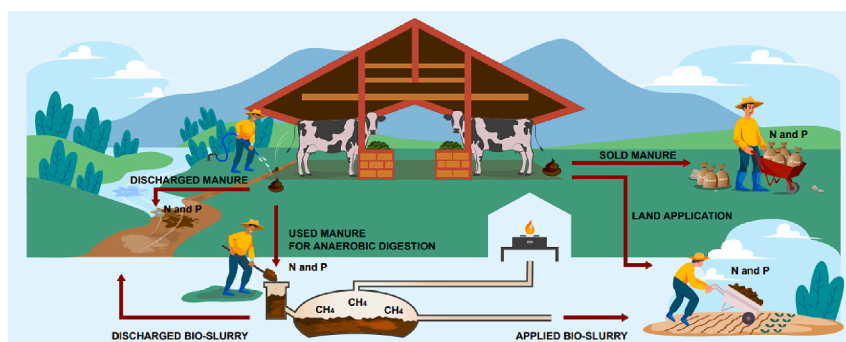 N and P
SOLD MANURE
DISCHARGED MANURE
N and P
LAND APPLICATION
USED MANURE
FOR ANAEROBIC DIGESTION
N and P
N and P
CH₄
CH₄
CH₄
DISCHARGED BIO-SLURRY
APPLIED BIO-SLURRY